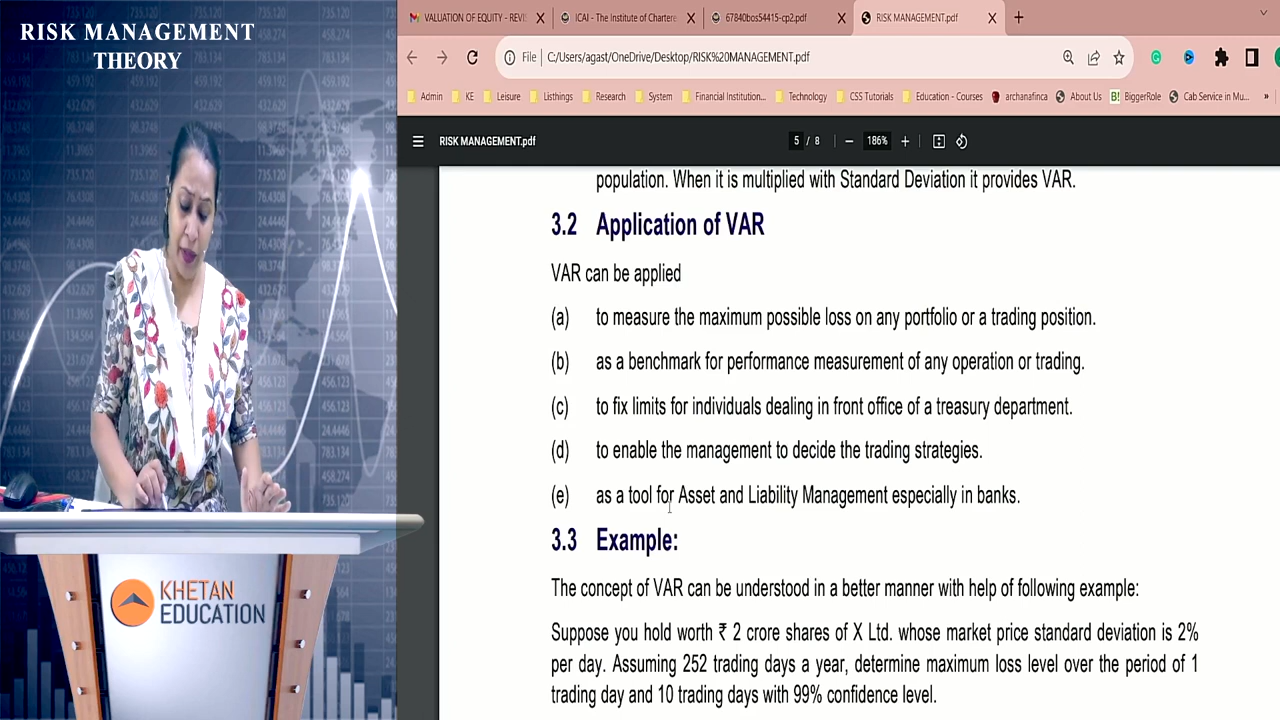 RISK MANAGEMENT
THEORY
KHETAN
EDUCATION
VALUATION OF EQUITY - REVI
ICAI - The Institute of Chartere
67840bos54415-cp2.pdf
RISK MANAGEMENT.pdf
File
C:/Users/agast/OneDrive/Desktop/RISK%20MANAGEMENT.pdf
Admin
KE
Leisure
Listhings
Research
System
Financial Institution...
Technology
CSS Tutorials
Education - Courses
archanafinca
About Us
B! BiggerRole
Cab Service in Mu...
»
RISK MANAGEMENT.pdf
5 / 8
186%
population. When it is multiplied with Standard Deviation it provides VAR.
3.2 Application of VAR
VAR can be applied
(a) to measure the maximum possible loss on any portfolio or a trading position.
(b) as a benchmark for performance measurement of any operation or trading.
(c) to fix limits for individuals dealing in front office of a treasury department.
(d) to enable the management to decide the trading strategies.
(e) as a tool for Asset and Liability Management especially in banks.
3.3 Example:
The concept of VAR can be understood in a better manner with help of following example:
Suppose you hold worth ₹ 2 crore shares of X Ltd. whose market price standard deviation is 2%
per day. Assuming 252 trading days a year, determine maximum loss level over the period of 1
trading day and 10 trading days with 99% confidence level.